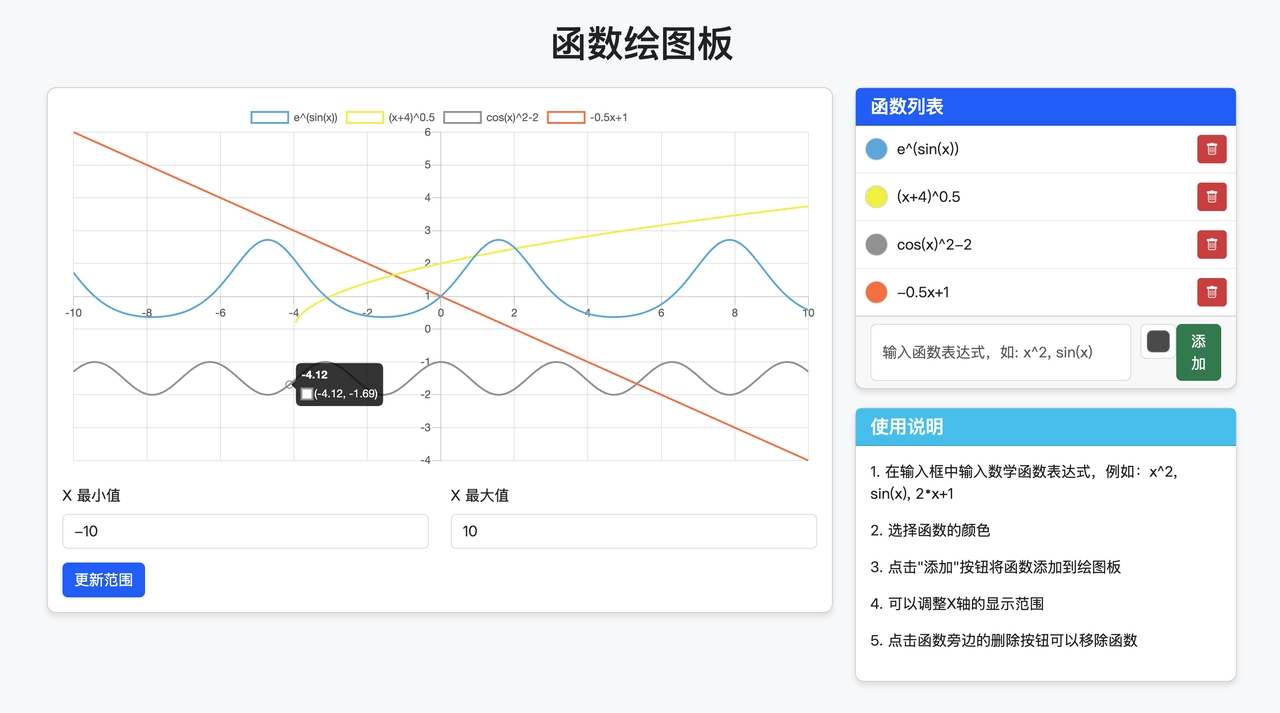 函数绘图板
e^(sin(x)) (x+4)^0.5 cos(x)^2-2 -0.5x+1
6
5
4
3
2
1
-10 -8 -6 -4 -2 0 2 4 6 8 10
0
-1
-2
-3
-4
-4.12
(-4.12, -1.69)
X 最小值
X 最大值
−10
10
更新范围
函数列表
e^(sin(x))
(x+4)^0.5
cos(x)^2−2
−0.5x+1
输入函数表达式，如: x^2, sin(x)
添
加
使用说明
1. 在输入框中输入数学函数表达式，例如：x^2,
sin(x), 2*x+1
2. 选择函数的颜色
3. 点击"添加"按钮将函数添加到绘图板
4. 可以调整X轴的显示范围
5. 点击函数旁边的删除按钮可以移除函数